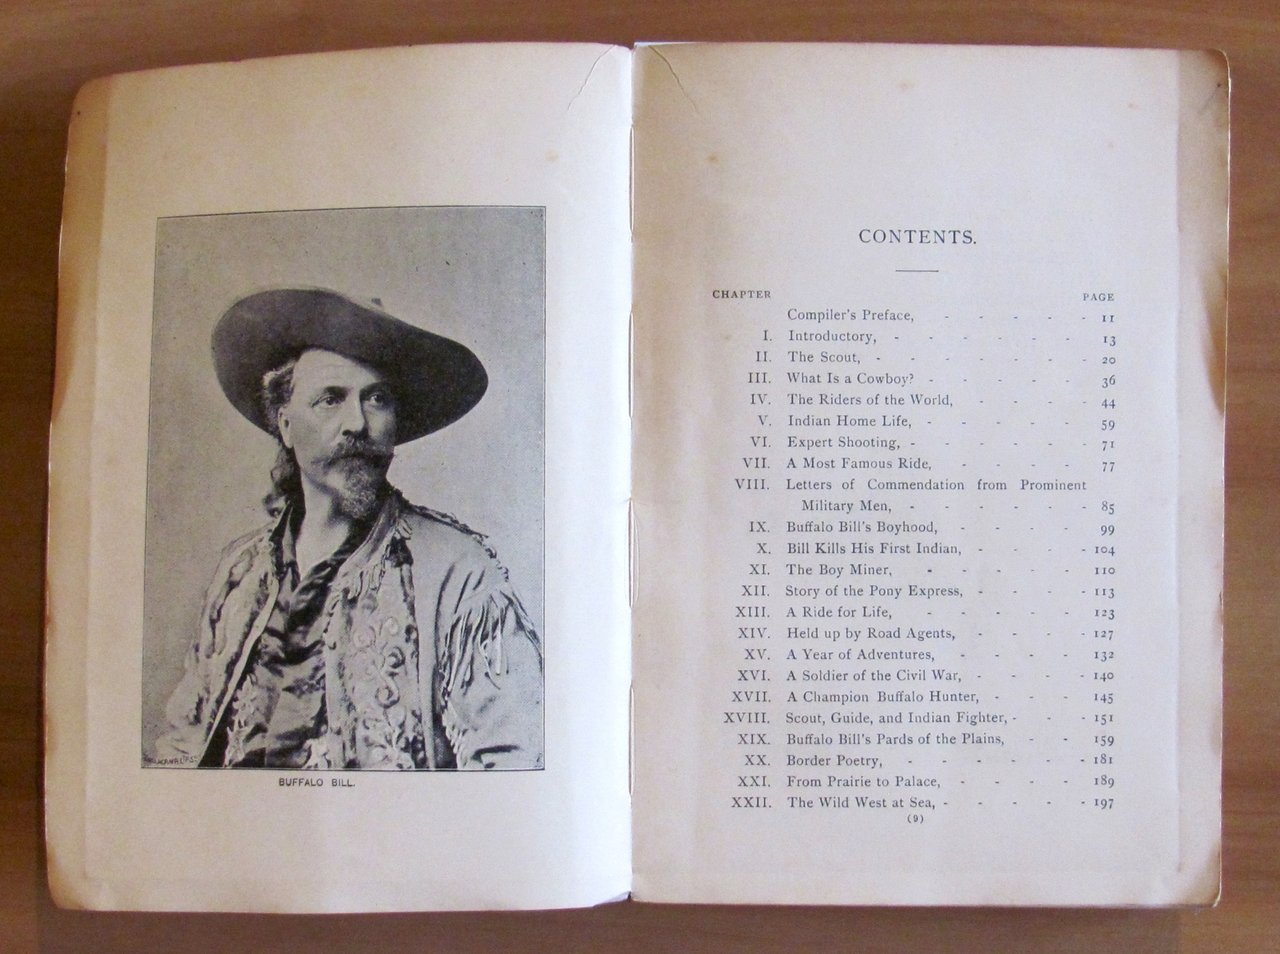 BUFFALO BILL.
CONTENTS.
CHAPTER PAGE
Compiler's Preface, - - - - - 11
I. Introductory, - - - - - - 13
II. The Scout, - - - - - - - 20
III. What Is a Cowboy? - - - - - 36
IV. The Riders of the World, - - - - 44
V. Indian Home Life, - - - - - 59
VI. Expert Shooting, - - - - - - 71
VII. A Most Famous Ride, - - - - 77
VIII. Letters of Commendation from Prominent
Military Men, - - - - - - 85
IX. Buffalo Bill's Boyhood, - - - - 99
X. Bill Kills His First Indian, - - - - 104
XI. The Boy Miner, - - - - - 110
XII. Story of the Pony Express, - - - - 113
XIII. A Ride for Life, - - - - - 123
XIV. Held up by Road Agents, - - - - 127
XV. A Year of Adventures, - - - - 132
XVI. A Soldier of the Civil War, - - - - 140
XVII. A Champion Buffalo Hunter, - - - 145
XVIII. Scout, Guide, and Indian Fighter, - - - - 151
XIX. Buffalo Bill's Pards of the Plains, - - - 159
XX. Border Poetry, - - - - - - 181
XXI. From Prairie to Palace, - - - - - 189
XXII. The Wild West at Sea, - - - - - 197
(9)